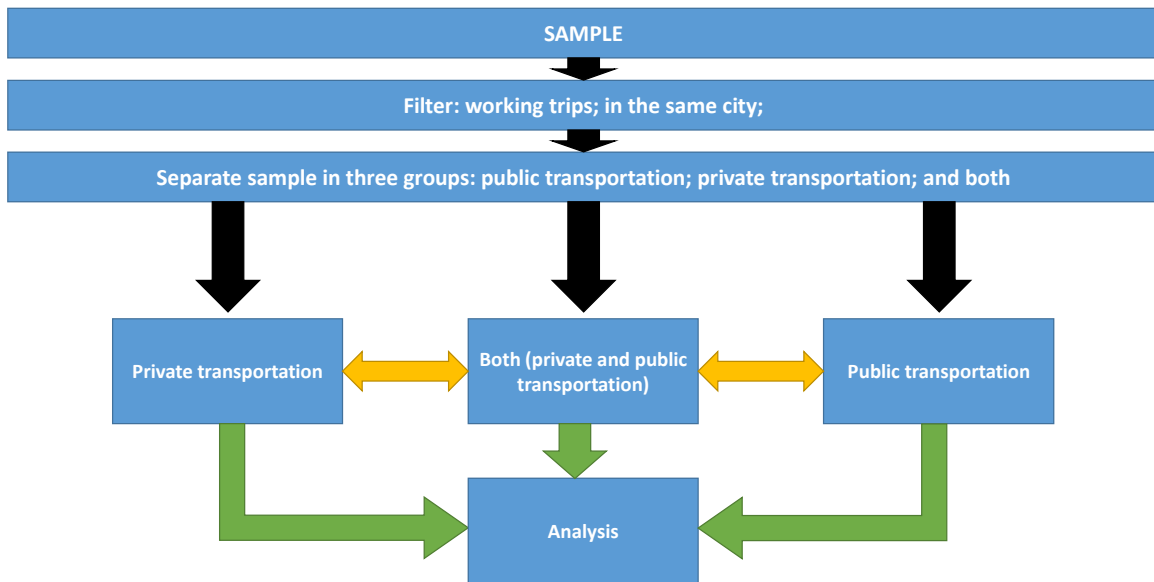 SAMPLE
Filter: working trips; in the same city;
Separate sample in three groups: public transportation; private transportation; and both
Private transportation
Both (private and public
transportation)
Public transportation
Analysis